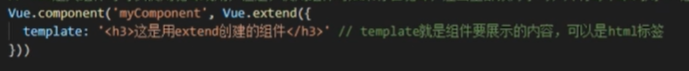 Vue.component('myComponent', Vue.extend({
template: '<h3>这是用extend创建的组件</h3>' // template就是组件要展示的内容，可以是html标签
}))